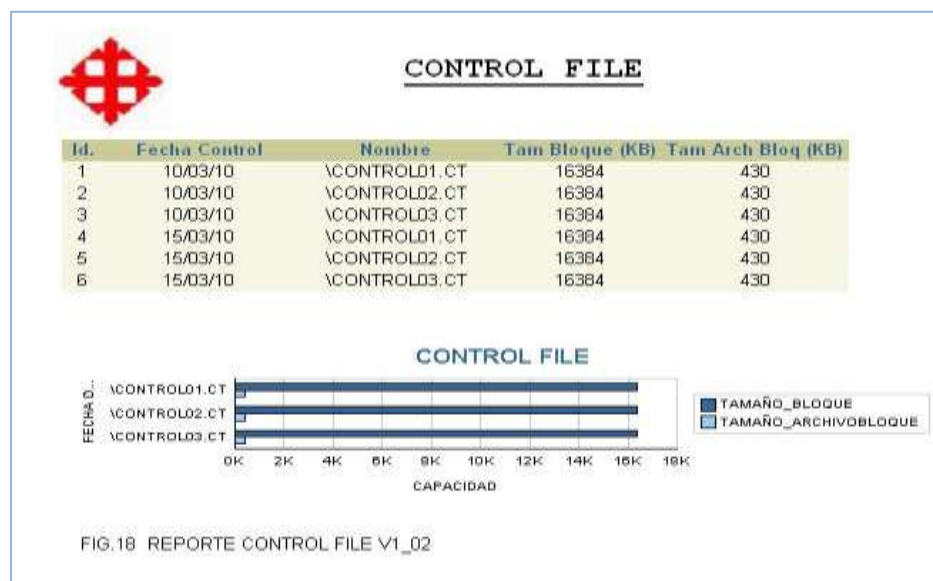 CONTROL FILE
Id. Fecha Control Nombre Tam Bloque (KB) Tam Arch Bloq (KB)
1 10/03/10 \CONTROL01.CT 16384 430
2 10/03/10 \CONTROL02.CT 16384 430
3 10/03/10 \CONTROL03.CT 16384 430
4 15/03/10 \CONTROL01.CT 16384 430
5 15/03/10 \CONTROL02.CT 16384 430
6 15/03/10 \CONTROL03.CT 16384 430
CONTROL FILE
FECHA D...
\CONTROL01.CT
\CONTROL02.CT
\CONTROL03.CT
0K 2K 4K 6K 8K 10K 12K 14K 16K 18K
CAPACIDAD
TAMAÑO_BLOQUE
TAMAÑO_ARCHIVOBLOQUE
FIG.18 REPORTE CONTROL FILE V1_02